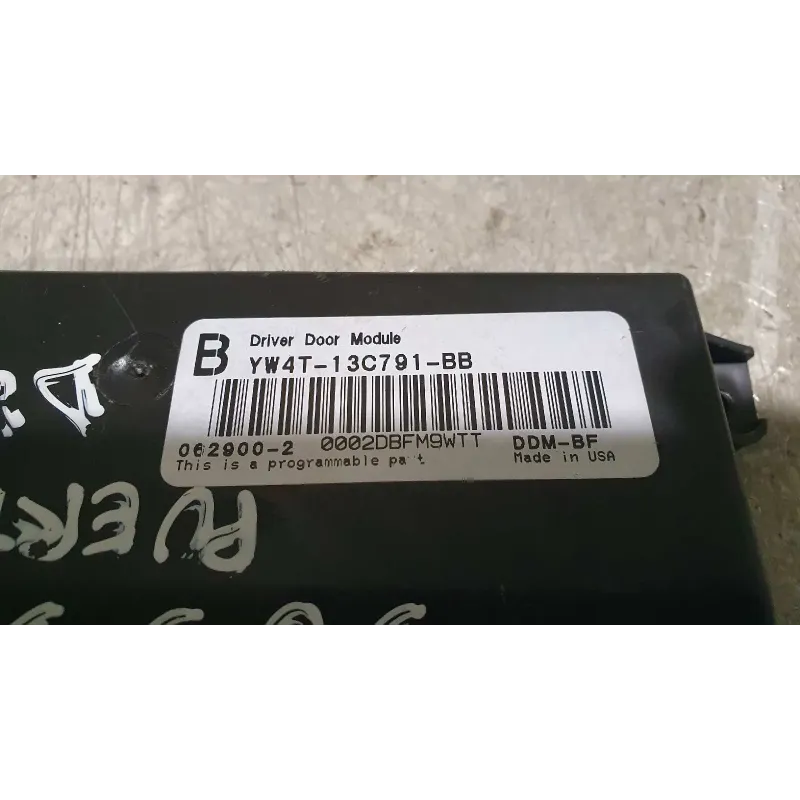 B Driver Door Module
YW4T-13C791-BB
062900-2 0002DBFM9WTT DDM-BF
This is a programmable part Made in USA